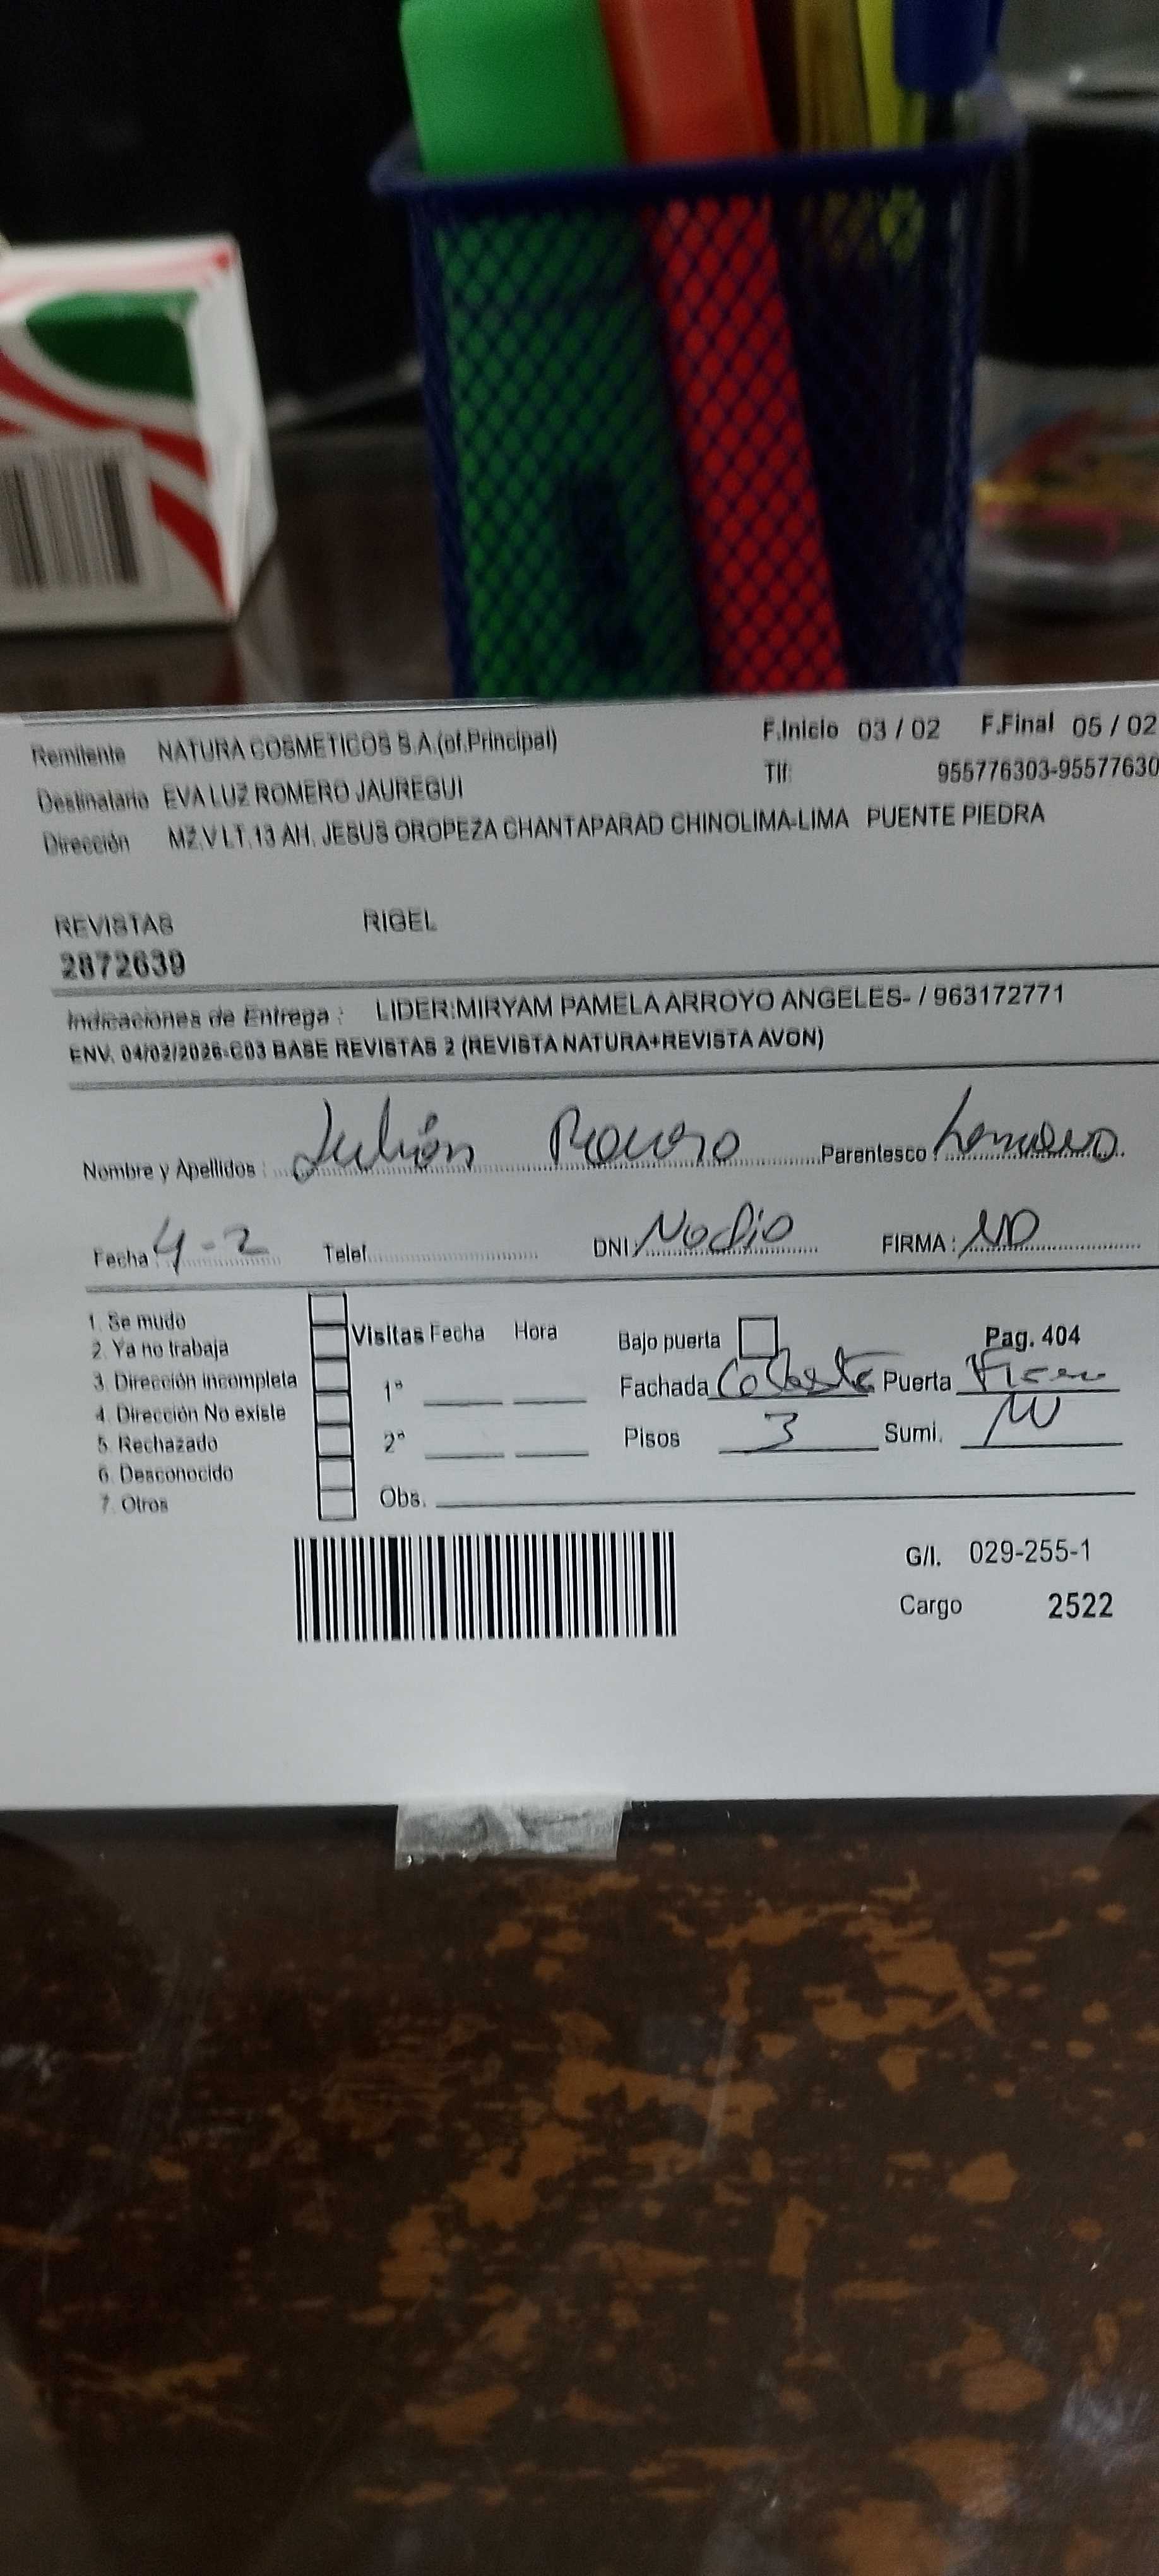 Remitente NATURA COSMETICOS S.A.(of.Principal) F.Inicio 03 / 02 F.Final 05 / 02
Destinatario EVA LUZ ROMERO JAUREGUI Tlf: 955776303-95577630
Dirección MZ.V LT.13 AH. JESUS OROPEZA CHANTAPARAD CHINOLIMA-LIMA PUENTE PIEDRA
REVISTAS RIGEL
2872639
Indicaciones de Entrega : LIDER:MIRYAM PAMELA ARROYO ANGELES- / 963172771
ENV. 04/02/2026-C03 BASE REVISTAS 2 (REVISTA NATURA+REVISTA AVON)
Nombre y Apellidos : Julián Romero Parentesco :
Fecha : 4-2 Telef. DNI No dio FIRMA : ND
1. Se mudo
2. Ya no trabaja
3. Dirección incompleta
4. Dirección No existe
5. Rechazado
6. Desconocido
7. Otros
Visitas Fecha Hora
1ª
2ª
Obs.
Bajo puerta Pag. 404
Fachada Puerta
Pisos 3 Sumi.
G/I. 029-255-1
Cargo 2522